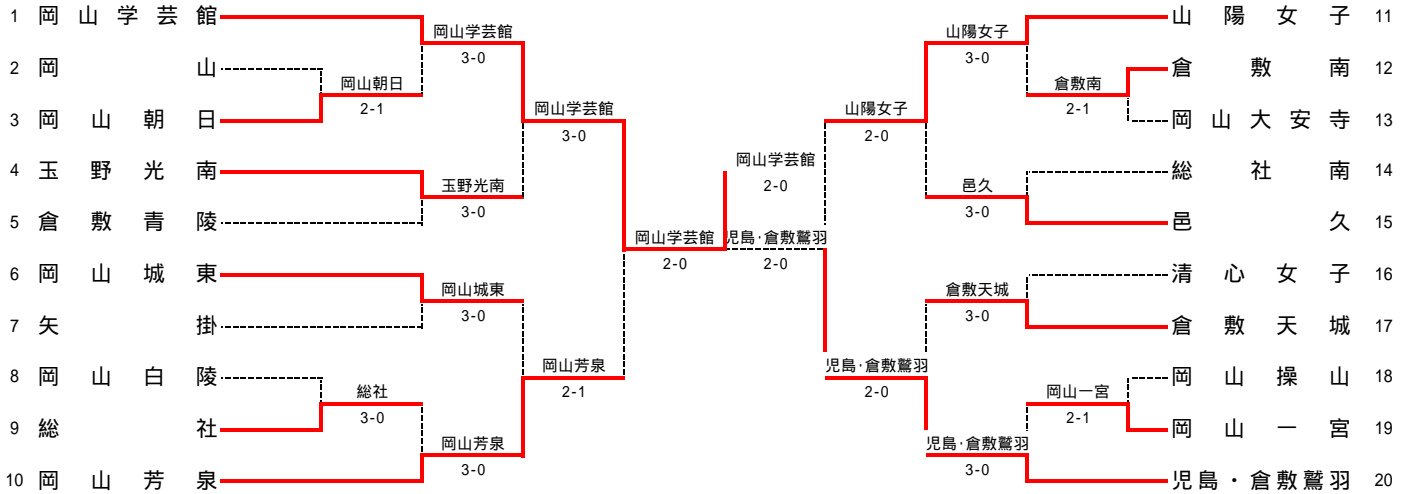 1 岡山学芸館
2 岡山
3 岡山朝日
4 玉野光南
5 倉敷青陵
6 岡山城東
7 矢掛
8 岡山白陵
9 総社
10 岡山芳泉
岡山朝日
2-1
総社
3-0
岡山学芸館
3-0
玉野光南
3-0
岡山城東
3-0
岡山芳泉
3-0
岡山学芸館
3-0
岡山芳泉
2-1
岡山学芸館
2-0
岡山学芸館
2-0
児島・倉敷鷲羽
2-0
山陽女子
2-0
児島・倉敷鷲羽
2-0
山陽女子
3-0
邑久
3-0
倉敷天城
3-0
児島・倉敷鷲羽
3-0
倉敷南
2-1
岡山一宮
2-1
山陽女子 11
倉敷南 12
岡山大安寺 13
総社南 14
邑久 15
清心女子 16
倉敷天城 17
岡山操山 18
岡山一宮 19
児島・倉敷鷲羽 20